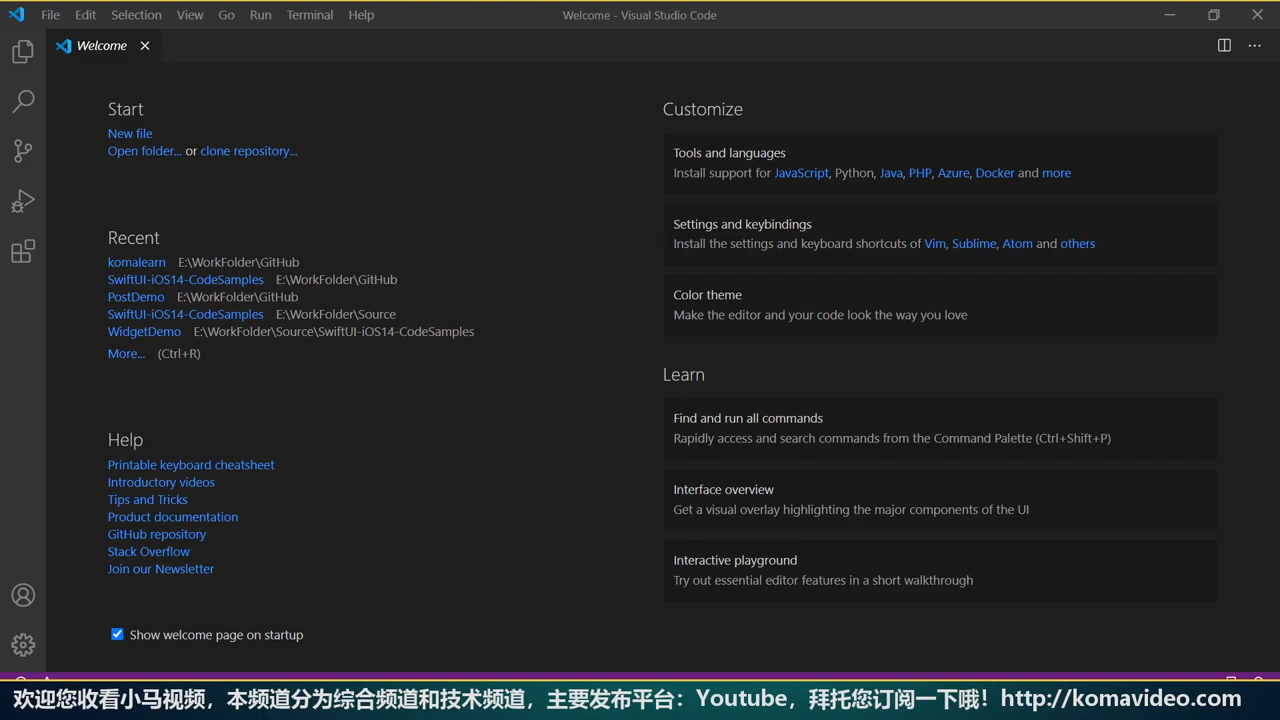 File Edit Selection View Go Run Terminal Help Welcome - Visual Studio Code
Welcome
Start
New file
Open folder... or clone repository...
Recent
komalearn E:\WorkFolder\GitHub
SwiftUI-iOS14-CodeSamples E:\WorkFolder\GitHub
PostDemo E:\WorkFolder\GitHub
SwiftUI-iOS14-CodeSamples E:\WorkFolder\Source
WidgetDemo E:\WorkFolder\Source\SwiftUI-iOS14-CodeSamples
More... (Ctrl+R)
Help
Printable keyboard cheatsheet
Introductory videos
Tips and Tricks
Product documentation
GitHub repository
Stack Overflow
Join our Newsletter
Show welcome page on startup
Customize
Tools and languages
Install support for JavaScript, Python, Java, PHP, Azure, Docker and more
Settings and keybindings
Install the settings and keyboard shortcuts of Vim, Sublime, Atom and others
Color theme
Make the editor and your code look the way you love
Learn
Find and run all commands
Rapidly access and search commands from the Command Palette (Ctrl+Shift+P)
Interface overview
Get a visual overlay highlighting the major components of the UI
Interactive playground
Try out essential editor features in a short walkthrough
欢迎您收看小马视频，本频道分为综合频道和技术频道，主要发布平台：Youtube，拜托您订阅一下哦！http://komavideo.com